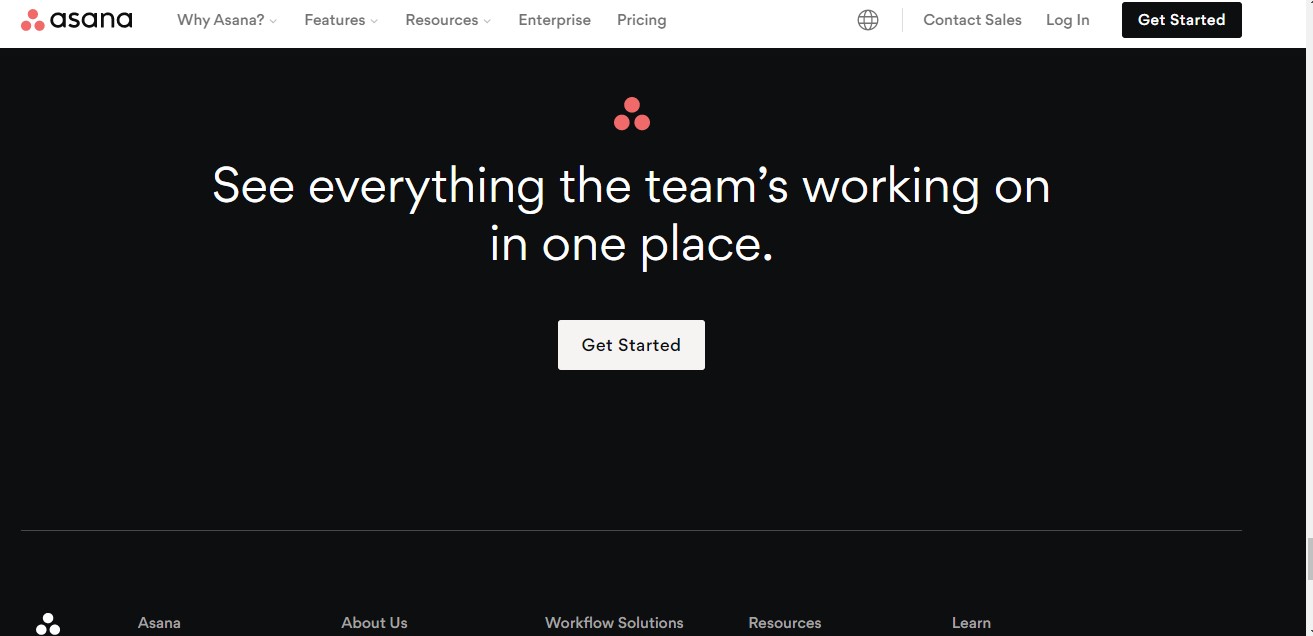 asana Why Asana? Features Resources Enterprise Pricing Contact Sales Log In Get Started
See everything the team’s working on
in one place.
Get Started
Asana About Us Workflow Solutions Resources Learn